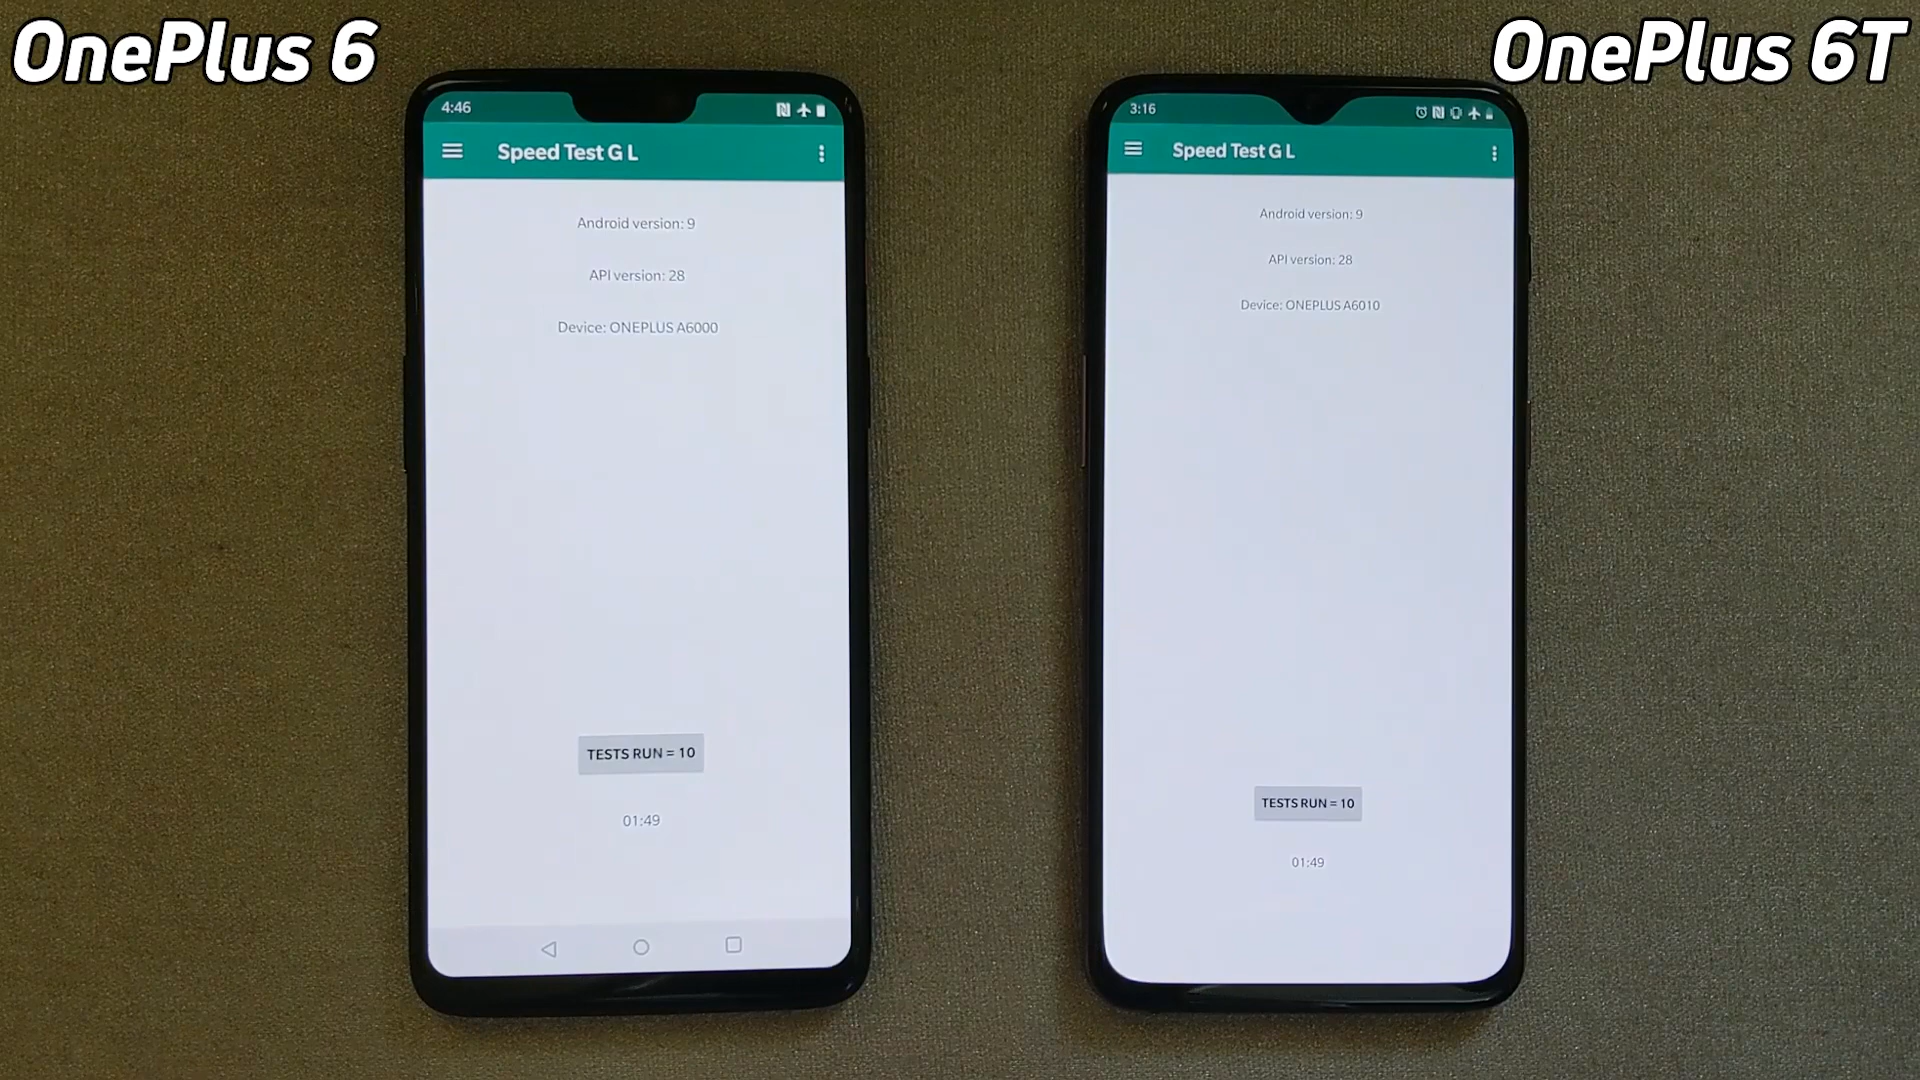 OnePlus 6
OnePlus 6T
4:46
Speed Test G L
Android version: 9
API version: 28
Device: ONEPLUS A6000
TESTS RUN = 10
01:49
3:16
Speed Test G L
Android version: 9
API version: 28
Device: ONEPLUS A6010
TESTS RUN = 10
01:49